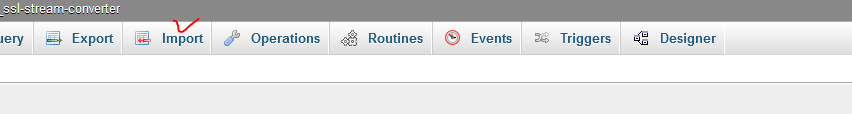 _ssl-stream-converter
uery Export Import Operations Routines Events Triggers Designer